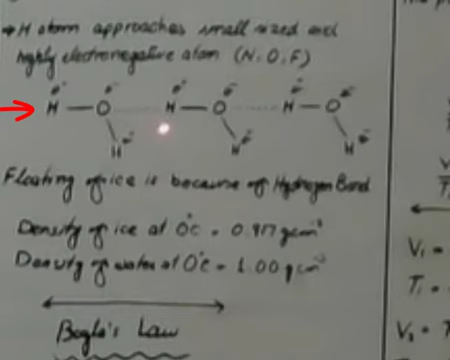 → H atom approaches small sized and
highly electronegative atom (N, O, F)
H — O ...... H — O ...... H — O
H H H
Floating of ice is because of Hydrogen Bond
Density of ice at 0°C = 0.917 gcm⁻³
Density of water at 0°C = 1.00 gcm⁻³
Boyle's Law
V₁ =
T₁ =
V₂ =